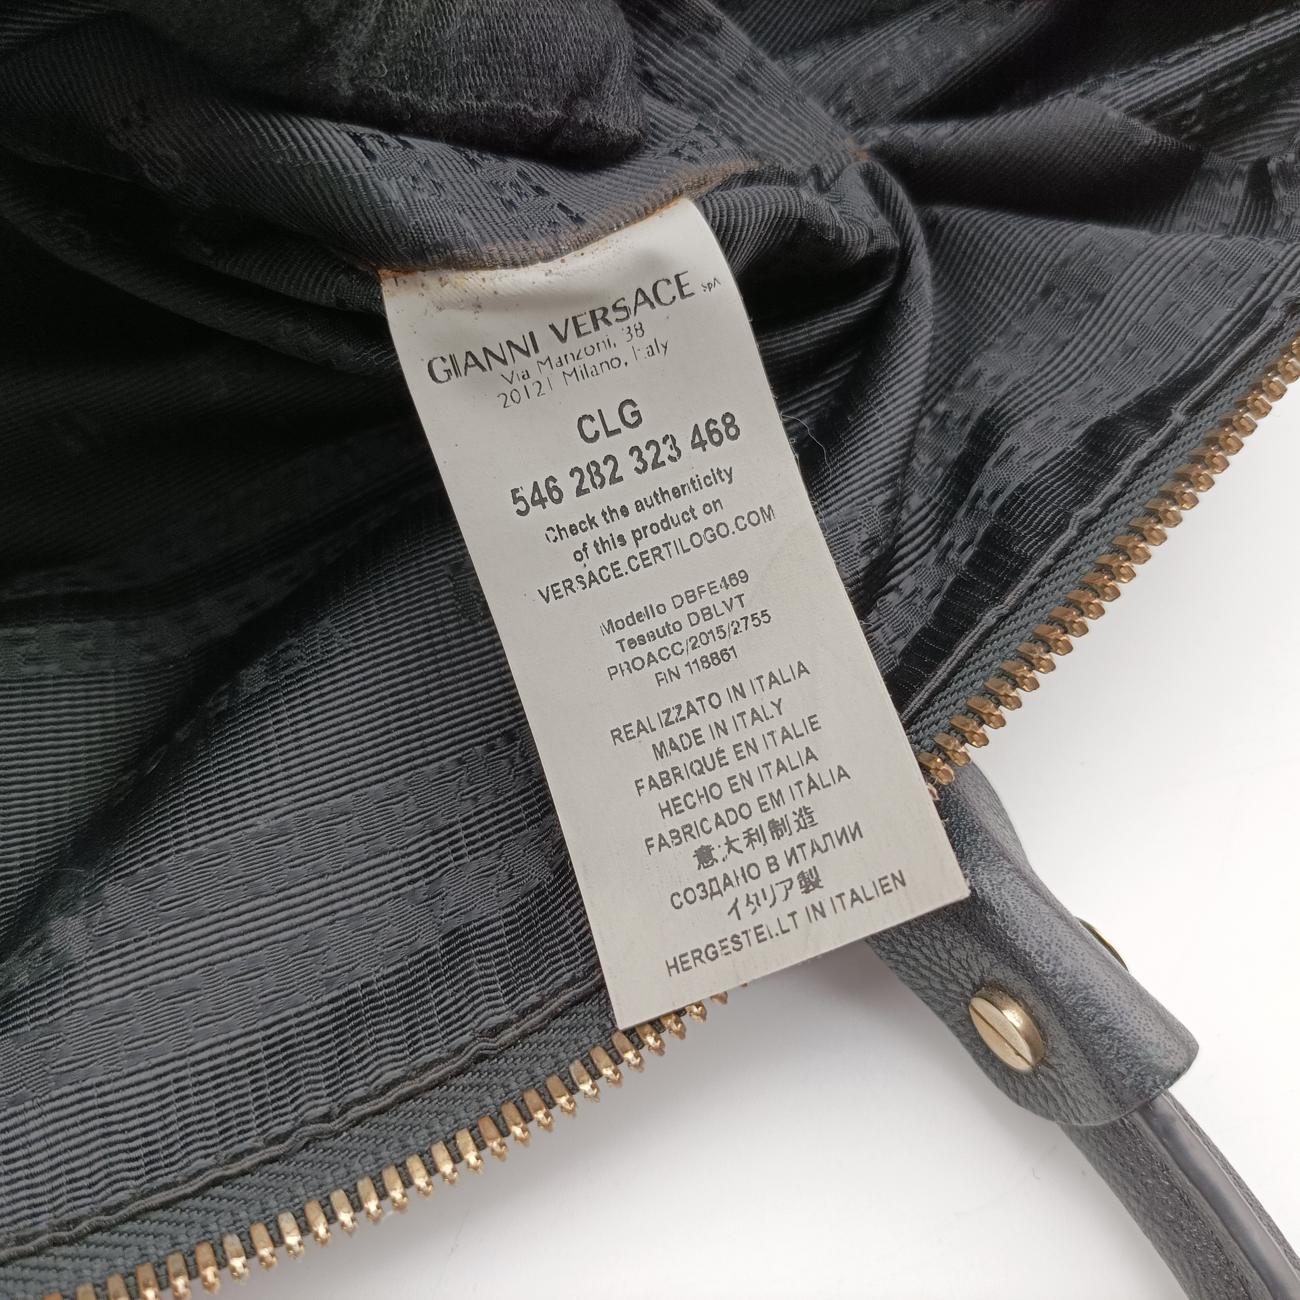 GIANNI VERSACE SpA
Via Manzoni, 38
20121 Milano, Italy
CLG
546 282 323 468
Check the authenticity
of this product on
VERSACE.CERTILOGO.COM
Modello DBFE469
Tessuto DBLVT
PROACC/2015/2755
FIN 118861
REALIZZATO IN ITALIA
MADE IN ITALY
FABRIQUÉ EN ITALIE
HECHO EN ITALIA
FABRICADO EM ITÁLIA
意大利制造
СОЗДАНО В ИТАЛИИ
イタリア製
HERGESTELLT IN ITALIEN